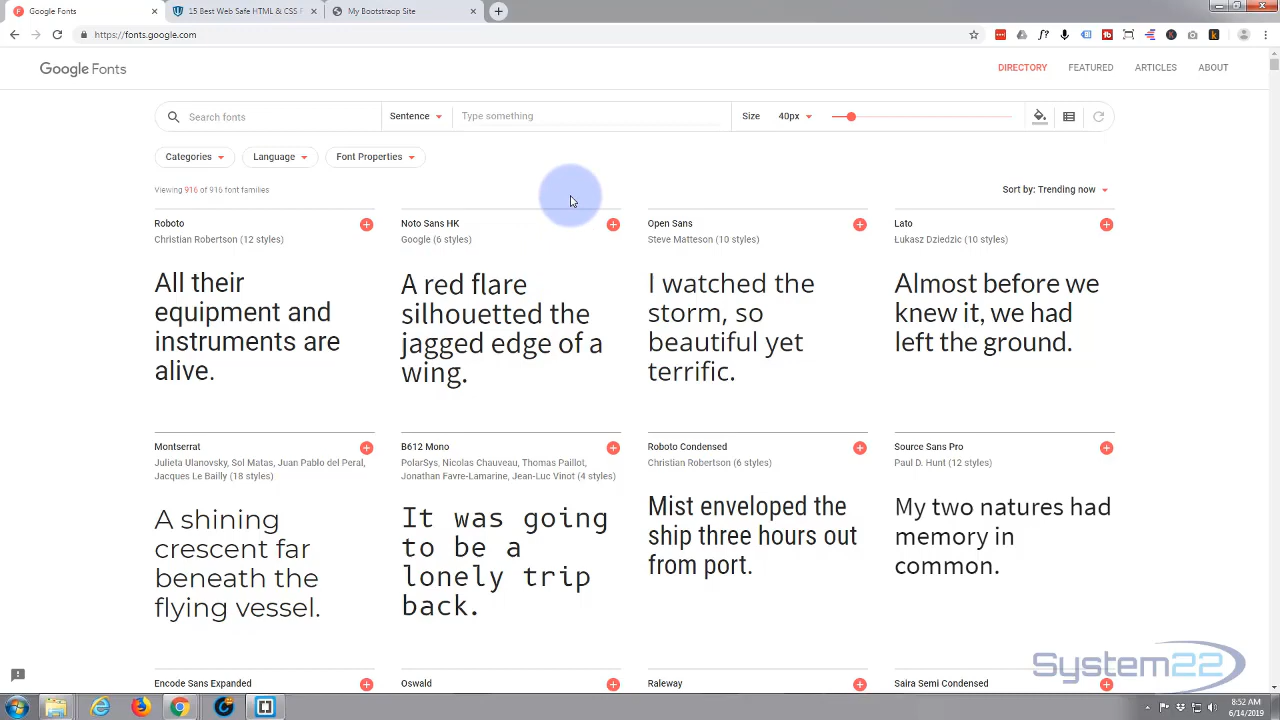 Google Fonts
15 Best Web Safe HTML & CSS F
My Bootstraop Site
https://fonts.google.com
Google Fonts
DIRECTORY
FEATURED
ARTICLES
ABOUT
Search fonts
Sentence
Type something
Size
40px
Categories
Language
Font Properties
Viewing 916 of 916 font families
Sort by: Trending now
Roboto
Christian Robertson (12 styles)
All their
equipment and
instruments are
alive.
Noto Sans HK
Google (6 styles)
A red flare
silhouetted the
jagged edge of a
wing.
Open Sans
Steve Matteson (10 styles)
I watched the
storm, so
beautiful yet
terrific.
Lato
Łukasz Dziedzic (10 styles)
Almost before we
knew it, we had
left the ground.
Montserrat
Julieta Ulanovsky, Sol Matas, Juan Pablo del Peral,
Jacques Le Bailly (18 styles)
A shining
crescent far
beneath the
flying vessel.
B612 Mono
PolarSys, Nicolas Chauveau, Thomas Paillot,
Jonathan Favre-Lamarine, Jean-Luc Vinot (4 styles)
It was going
to be a
lonely trip
back.
Roboto Condensed
Christian Robertson (6 styles)
Mist enveloped the
ship three hours out
from port.
Source Sans Pro
Paul D. Hunt (12 styles)
My two natures had
memory in
common.
Encode Sans Expanded
Oswald
Raleway
Saira Semi Condensed
System22
8:52 AM
6/14/2019